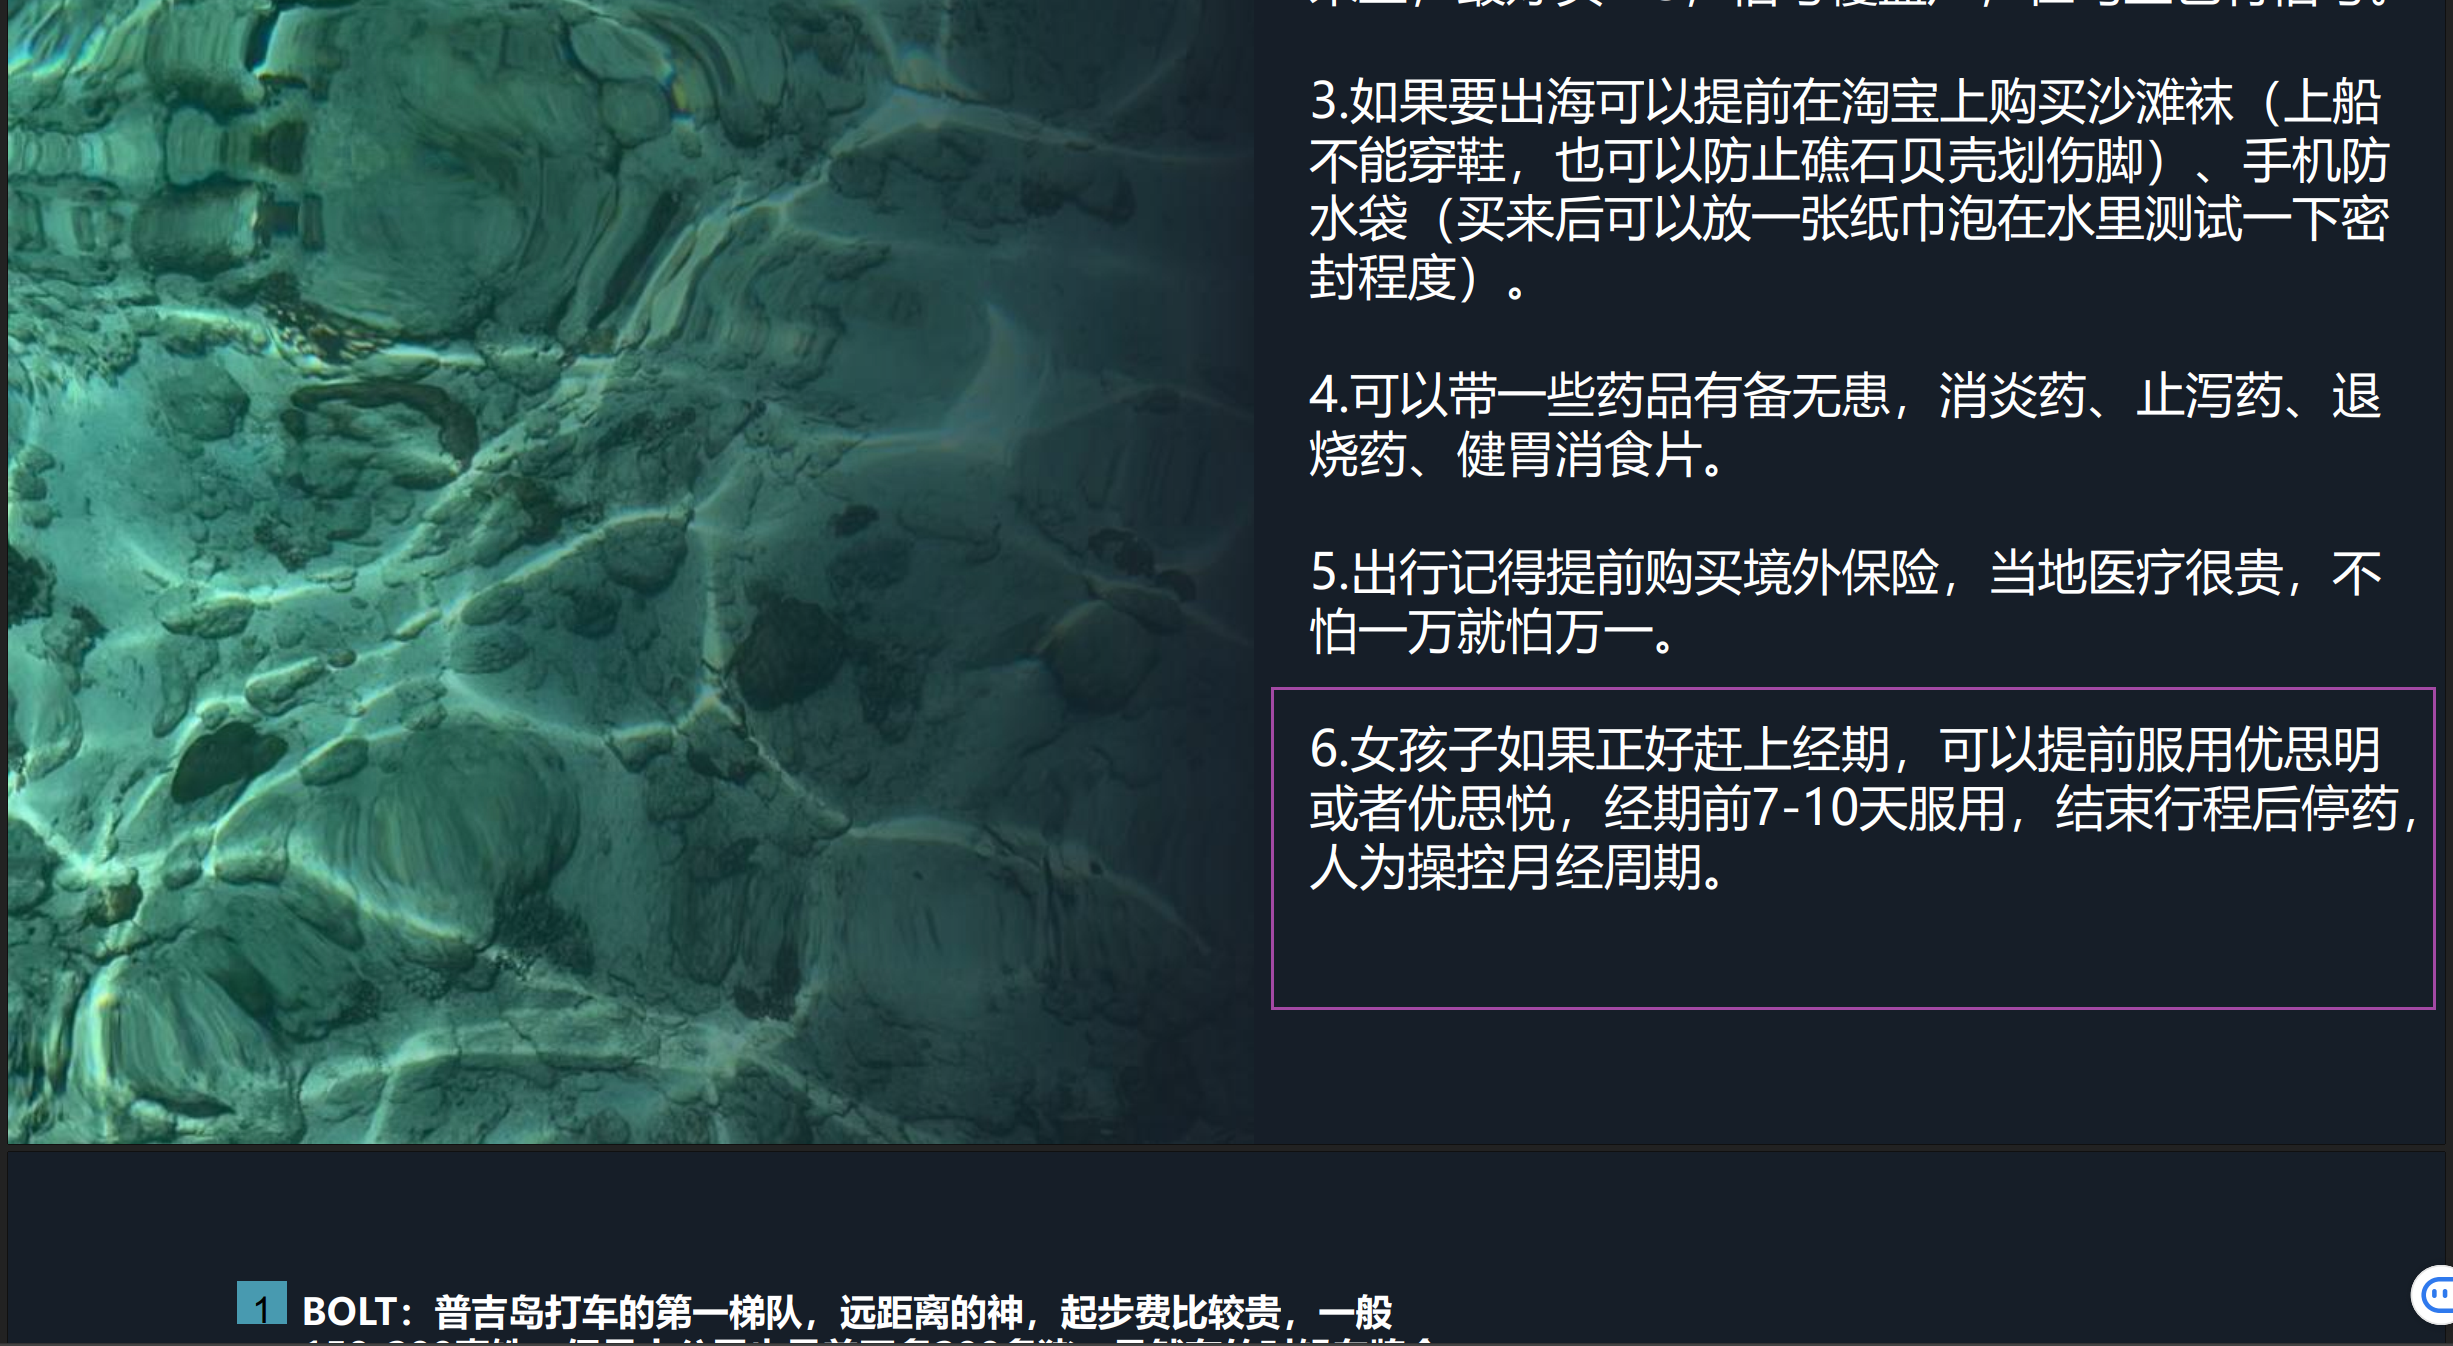 3.如果要出海可以提前在淘宝上购买沙滩袜（上船
不能穿鞋，也可以防止礁石贝壳划伤脚）、手机防
水袋（买来后可以放一张纸巾泡在水里测试一下密
封程度）。
4.可以带一些药品有备无患，消炎药、止泻药、退
烧药、健胃消食片。
5.出行记得提前购买境外保险，当地医疗很贵，不
怕一万就怕万一。
6.女孩子如果正好赶上经期，可以提前服用优思明
或者优思悦，经期前7-10天服用，结束行程后停药，
人为操控月经周期。
1 BOLT：普吉岛打车的第一梯队，远距离的神，起步费比较贵，一般